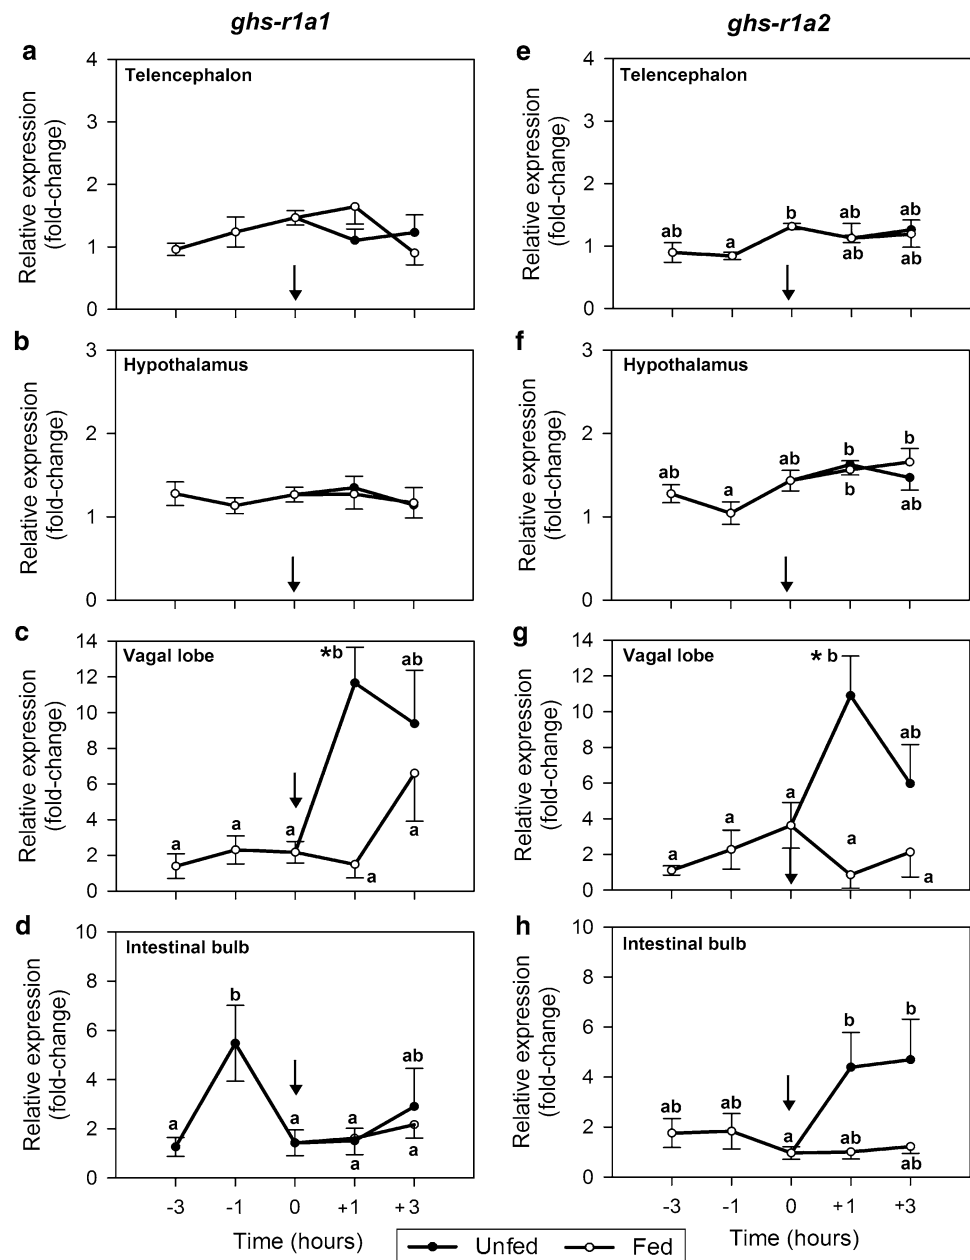 ghs-r1a1
ghs-r1a2
a
Telencephalon
Relative expression
(fold-change)
4
3
2
1
0
e
Telencephalon
Relative expression
(fold-change)
4
3
2
1
0
ab
a
b
ab
ab
ab
ab
b
Hypothalamus
Relative expression
(fold-change)
3
2
1
0
f
Hypothalamus
Relative expression
(fold-change)
3
2
1
0
ab
a
ab
b
b
b
ab
c
Vagal lobe
Relative expression
(fold-change)
14
12
10
8
6
4
2
0
a
a
a
*b
a
ab
a
g
Vagal lobe
Relative expression
(fold-change)
14
12
10
8
6
4
2
0
a
a
a
* b
a
ab
a
d
Intestinal bulb
Relative expression
(fold-change)
10
8
6
4
2
0
a
b
a
a
a
ab
a
-3
-1
0
+1
+3
Time (hours)
h
Intestinal bulb
Relative expression
(fold-change)
10
8
6
4
2
0
ab
ab
a
b
ab
b
ab
-3
-1
0
+1
+3
Time (hours)
Unfed
Fed